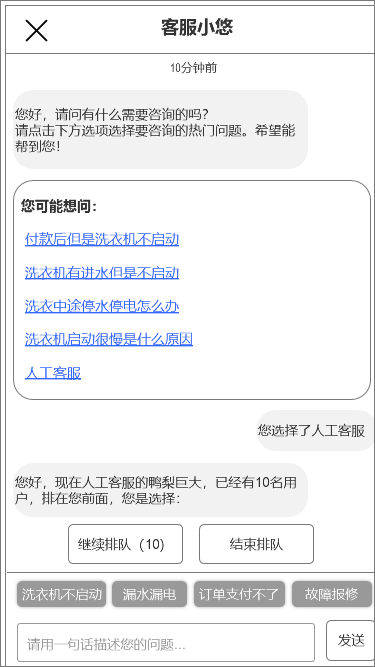 客服小悠
10分钟前
您好，请问有什么需要咨询的吗？
请点击下方选项选择要咨询的热门问题。希望能
帮到您！
您可能想问：
付款后但是洗衣机不启动
洗衣机有进水但是不启动
洗衣中途停水停电怎么办
洗衣机启动很慢是什么原因
人工客服
您选择了人工客服
您好，现在人工客服的鸭梨巨大，已经有10名用
户，排在您前面，您是选择：
继续排队（10）
结束排队
洗衣机不启动
漏水漏电
订单支付不了
故障报修
请用一句话描述您的问题...
发送